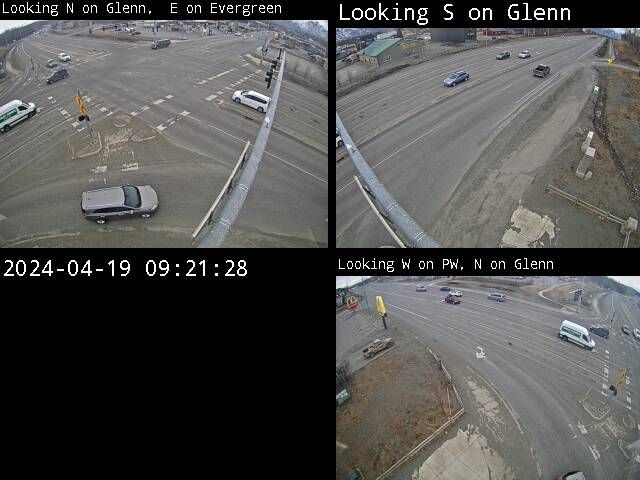 Looking N on Glenn,  E on Evergreen
Looking S on Glenn
2024-04-19 09:21:28
Looking W on PW, N on Glenn